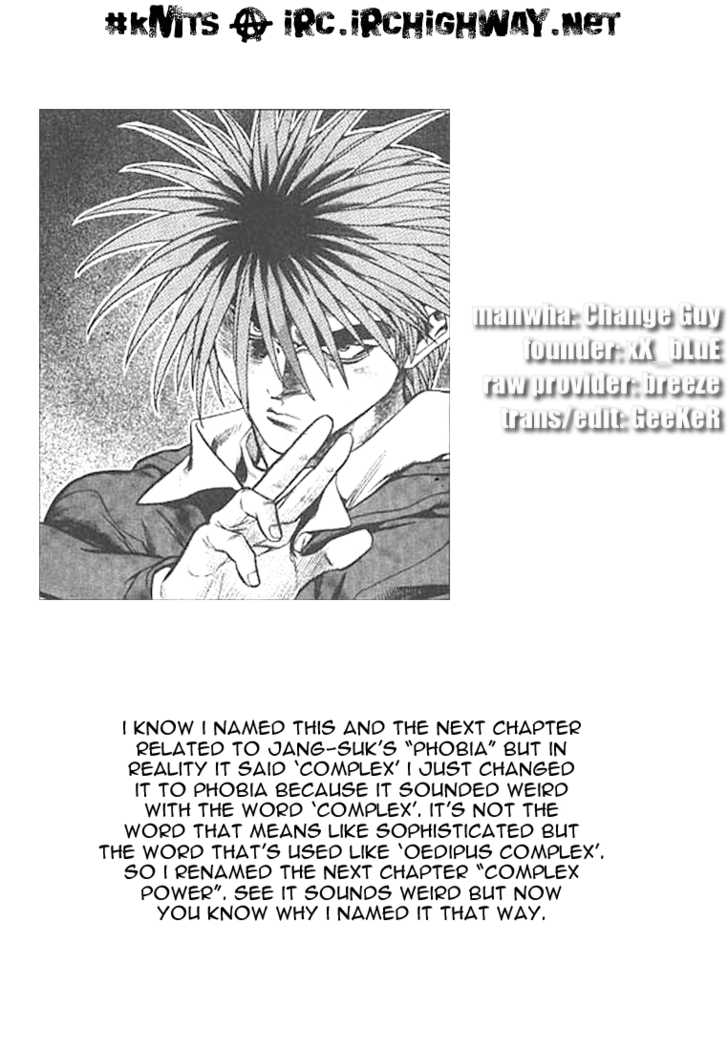 #kMTS @ iRC.iRCHiGHWAY.NET
manwha: Change Guy
founder: xX_bLuE
raw provider: breeze
trans/edit: GeeKeR
I KNOW I NAMED THIS AND THE NEXT CHAPTER
RELATED TO JANG-SUK'S "PHOBIA" BUT IN
REALITY IT SAID 'COMPLEX' I JUST CHANGED
IT TO PHOBIA BECAUSE IT SOUNDED WEIRD
WITH THE WORD 'COMPLEX'. IT'S NOT THE
WORD THAT MEANS LIKE SOPHISTICATED BUT
THE WORD THAT'S USED LIKE 'OEDIPUS COMPLEX'.
SO I RENAMED THE NEXT CHAPTER "COMPLEX
POWER". SEE IT SOUNDS WEIRD BUT NOW
YOU KNOW WHY I NAMED IT THAT WAY.